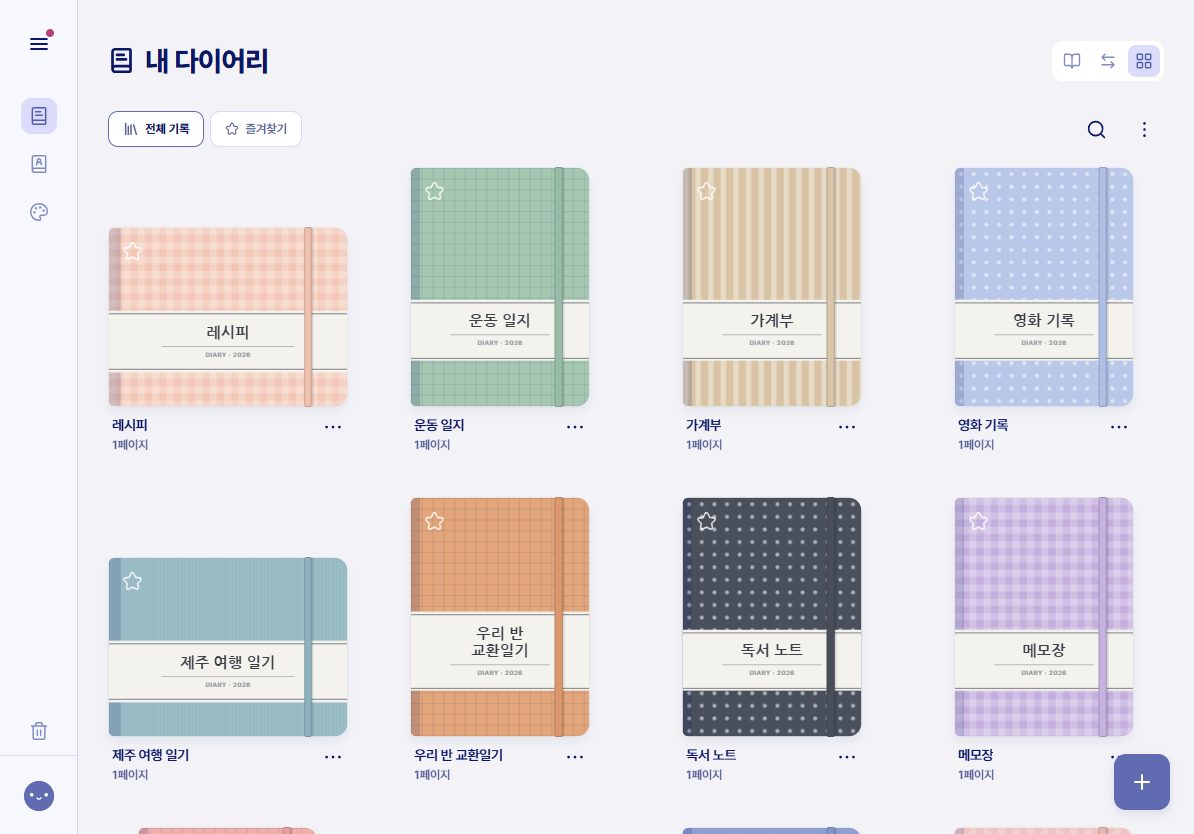 내 다이어리
전체 기록
즐겨찾기
레시피
DIARY · 2026
운동 일지
DIARY · 2026
가계부
DIARY · 2026
영화 기록
DIARY · 2026
레시피
1페이지
운동 일지
1페이지
가계부
1페이지
영화 기록
1페이지
제주 여행 일기
DIARY · 2026
우리 반
교환일기
DIARY · 2026
독서 노트
DIARY · 2026
메모장
DIARY · 2026
제주 여행 일기
1페이지
우리 반 교환일기
1페이지
독서 노트
1페이지
메모장
1페이지